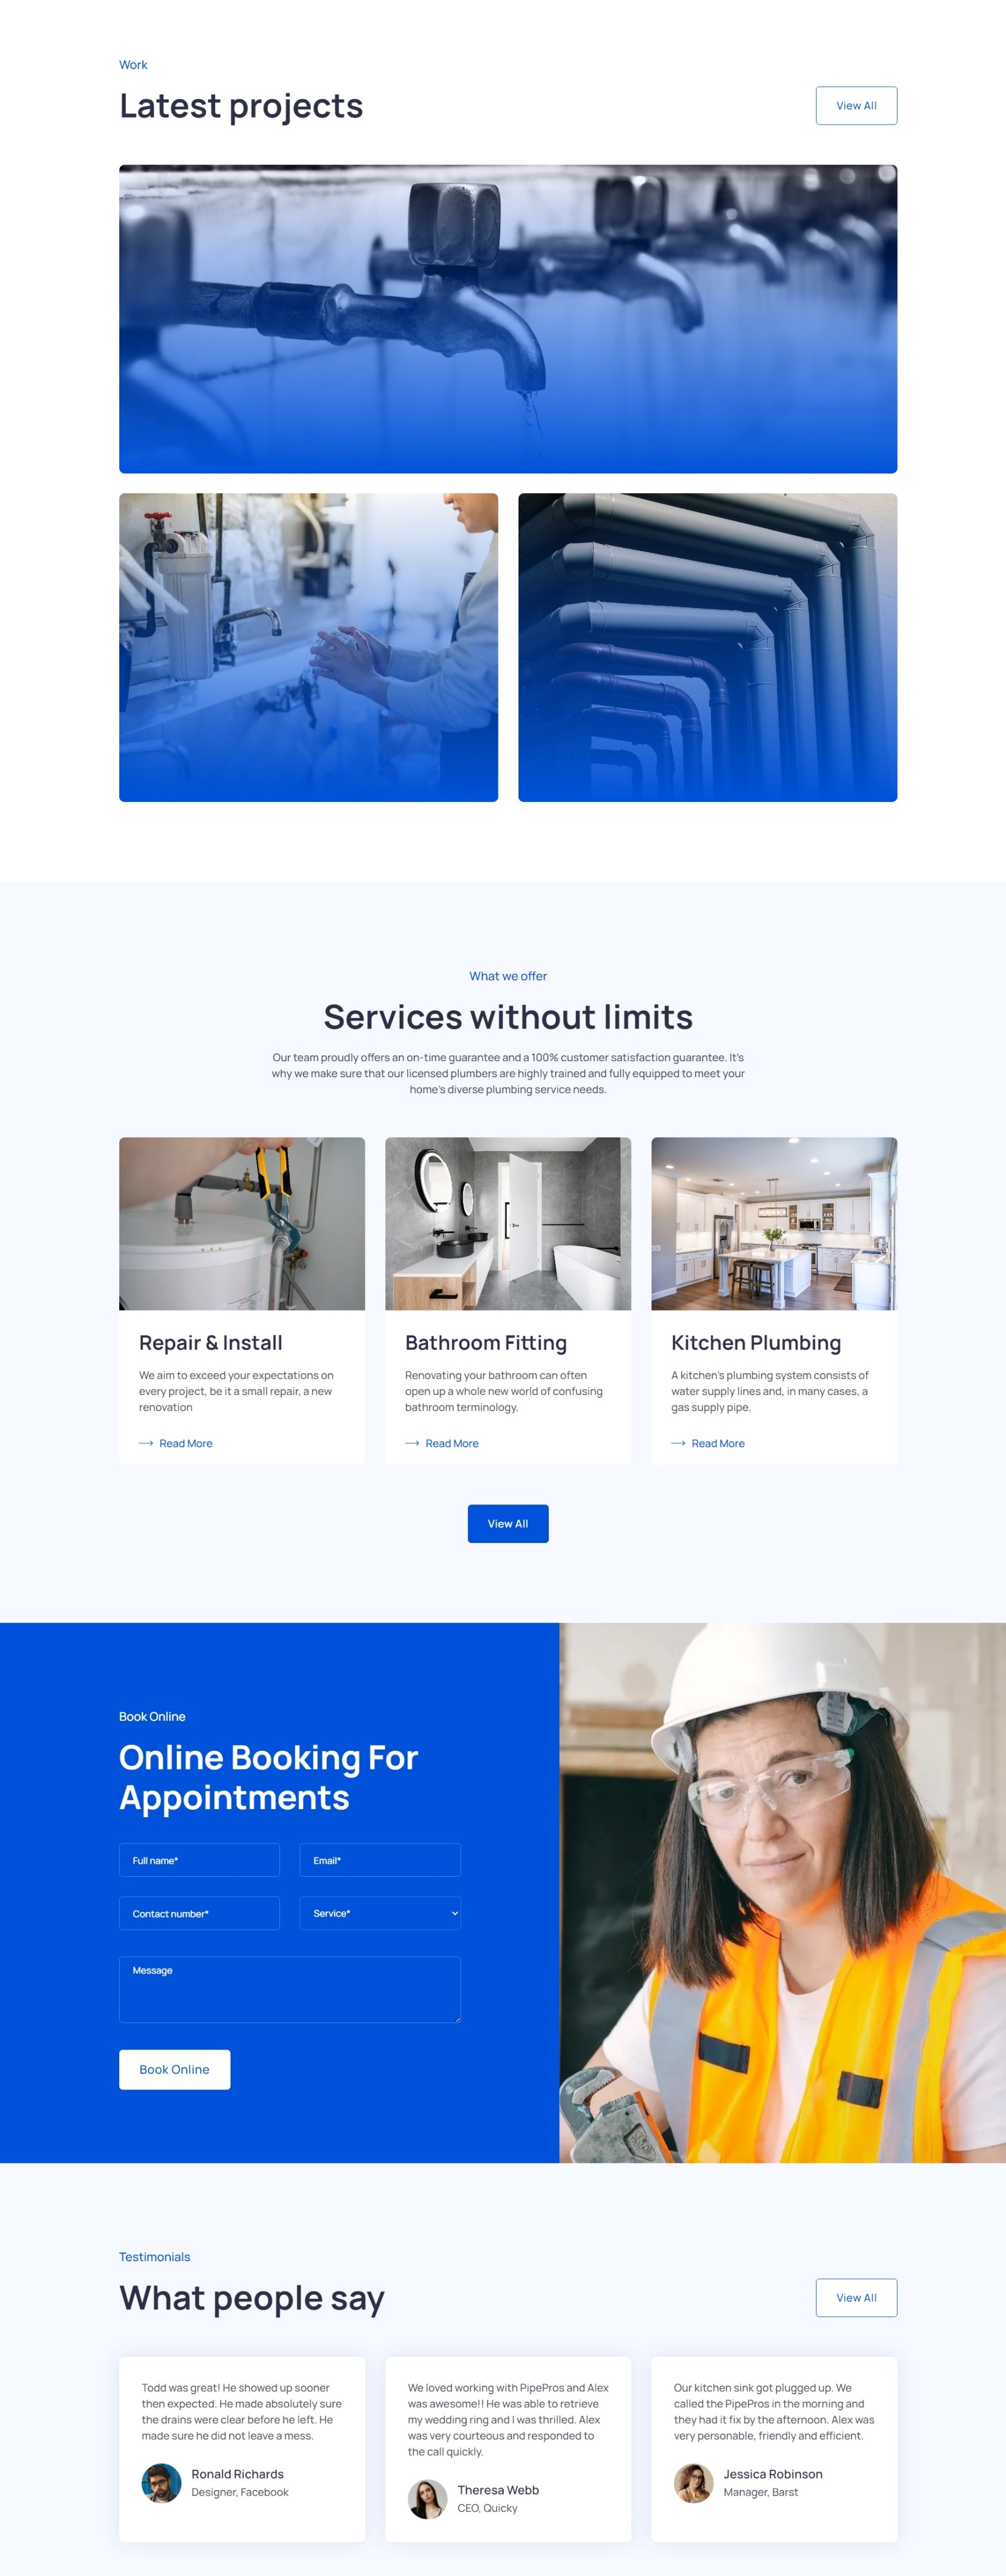 Work
Latest projects
View All
What we offer
Services without limits
Our team proudly offers an on-time guarantee and a 100% customer satisfaction guarantee. It's
why we make sure that our licensed plumbers are highly trained and fully equipped to meet your
home's diverse plumbing service needs.
Repair & Install
We aim to exceed your expectations on
every project, be it a small repair, a new
renovation
Read More
Bathroom Fitting
Renovating your bathroom can often
open up a whole new world of confusing
bathroom terminology.
Read More
Kitchen Plumbing
A kitchen's plumbing system consists of
water supply lines and, in many cases, a
gas supply pipe.
Read More
View All
Book Online
Online Booking For
Appointments
Full name*
Email*
Contact number*
Service*
Message
Book Online
Testimonials
What people say
View All
Todd was great! He showed up sooner
then expected. He made absolutely sure
the drains were clear before he left. He
made sure he did not leave a mess.
Ronald Richards
Designer, Facebook
We loved working with PipePros and Alex
was awesome!! He was able to retrieve
my wedding ring and I was thrilled. Alex
was very courteous and responded to
the call quickly.
Theresa Webb
CEO, Quicky
Our kitchen sink got plugged up. We
called the PipePros in the morning and
they had it fix by the afternoon. Alex was
very personable, friendly and efficient.
Jessica Robinson
Manager, Barst